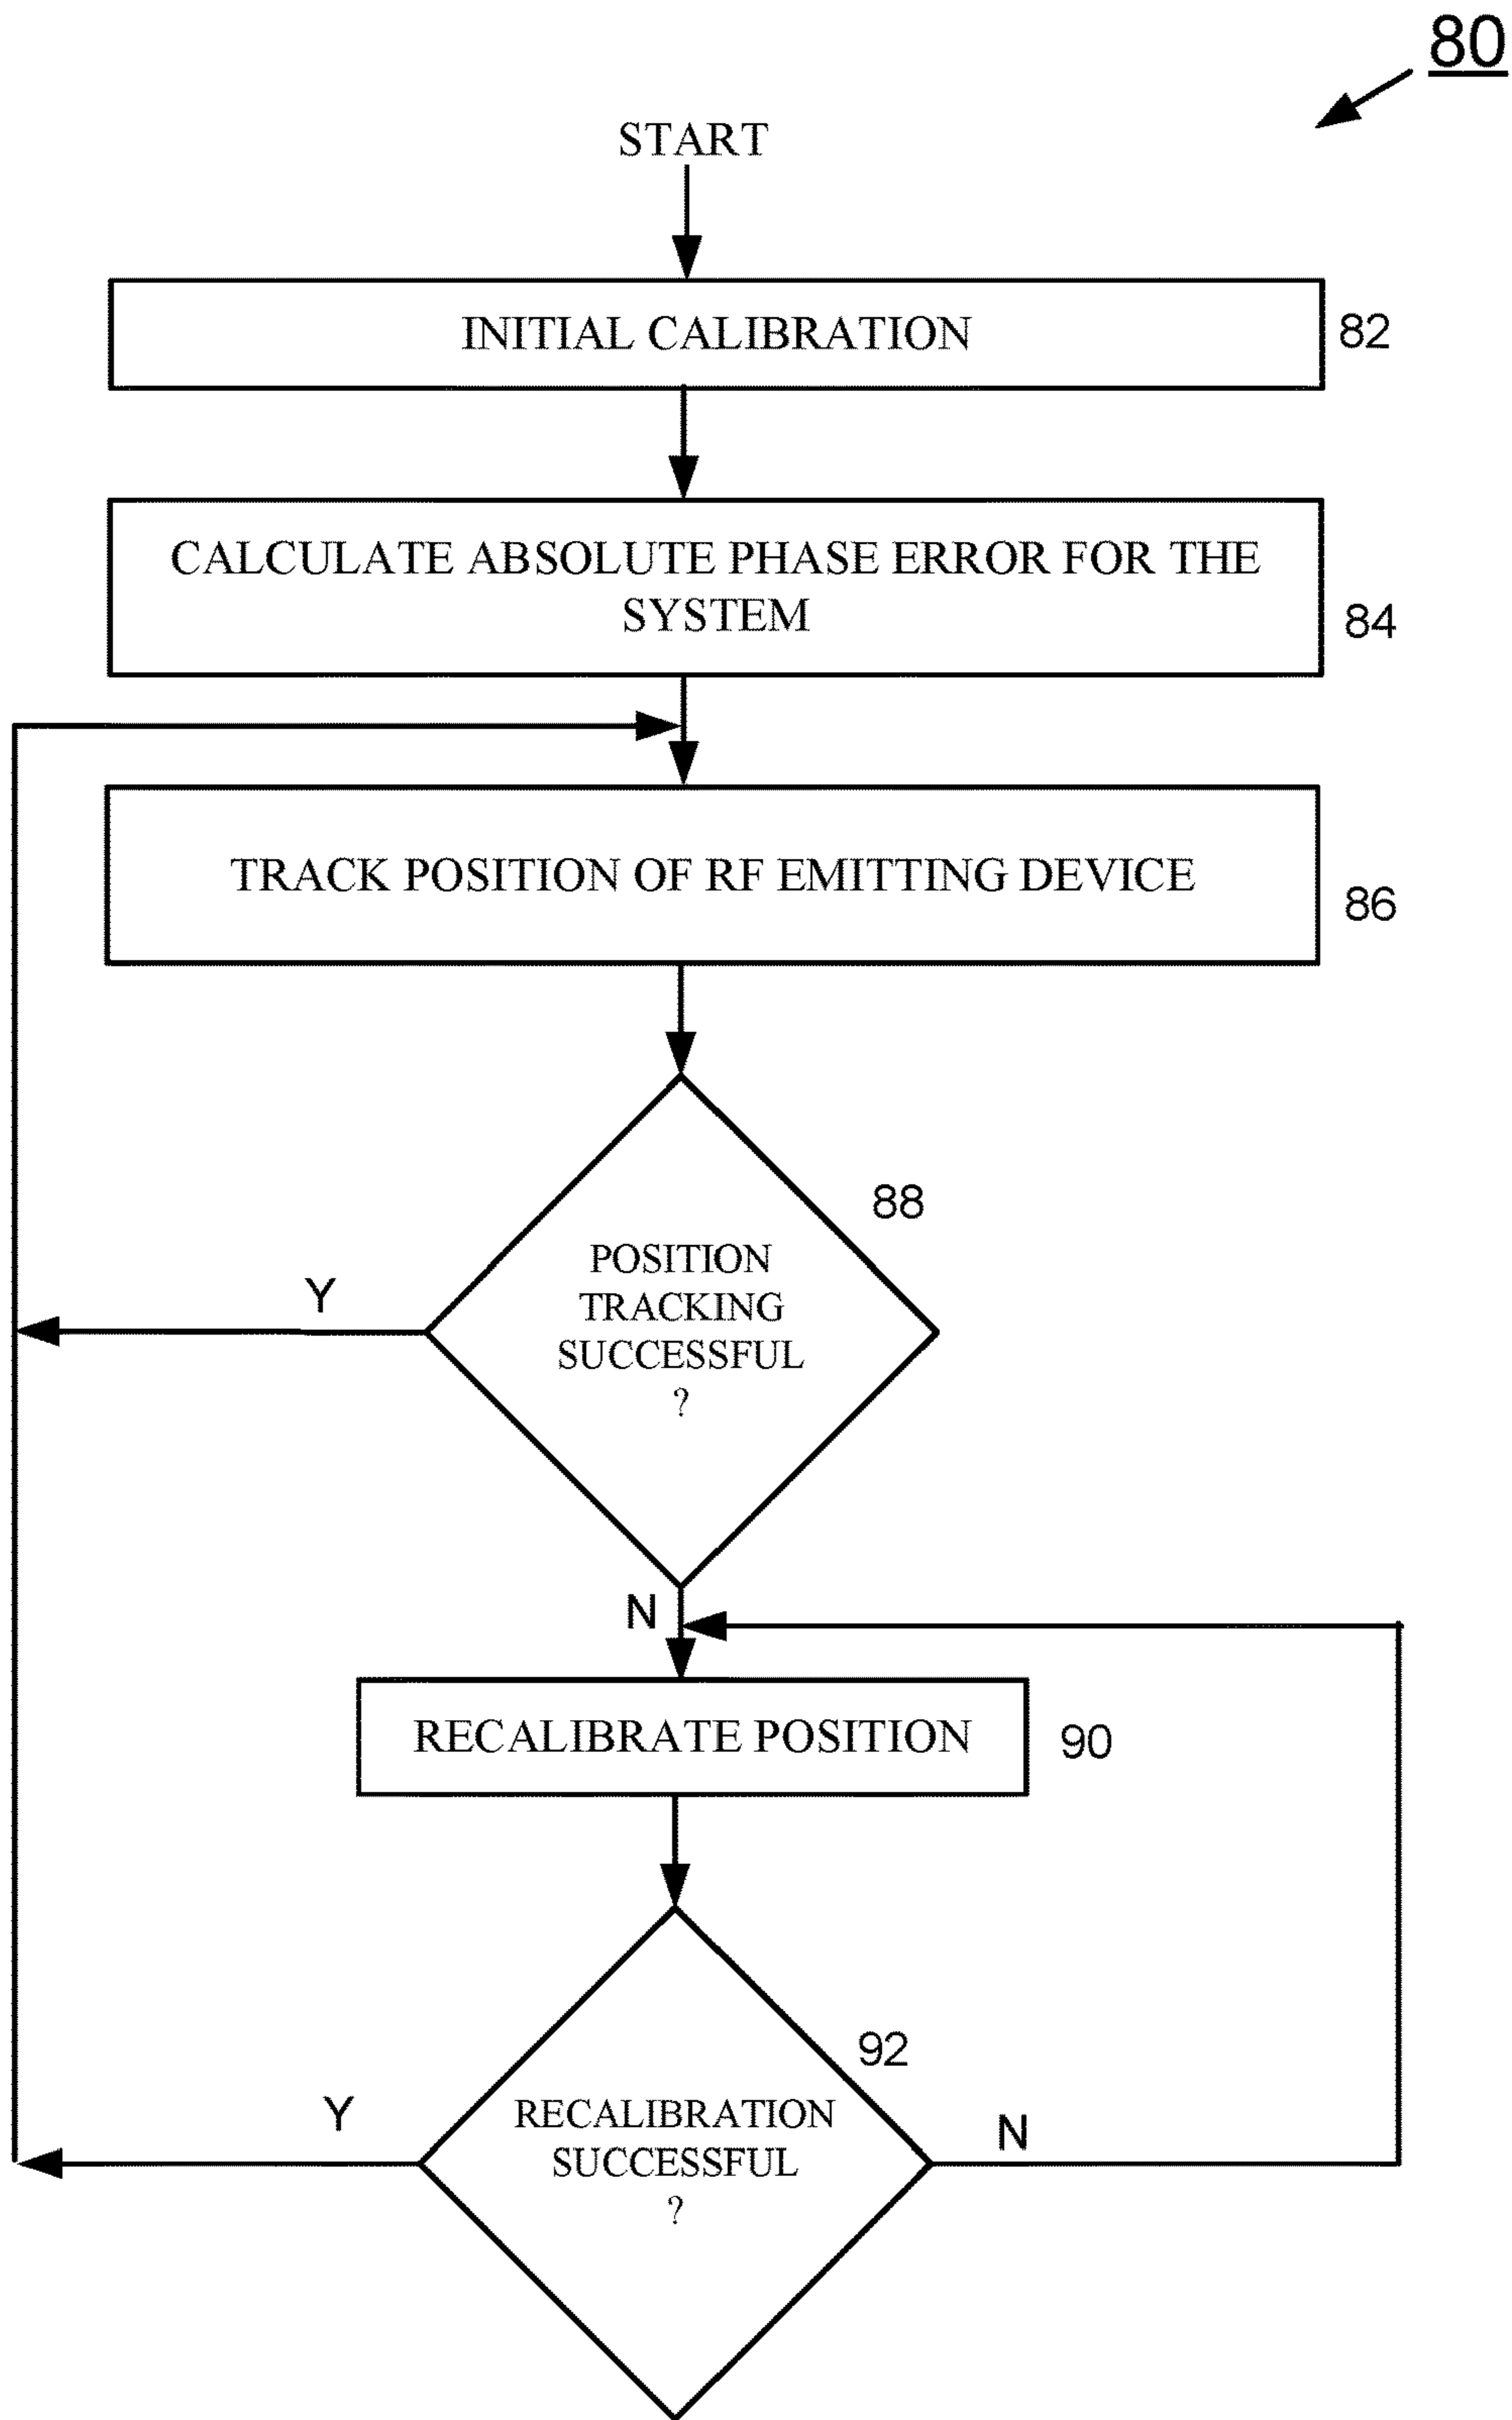 80
START
INITIAL CALIBRATION
82
CALCULATE ABSOLUTE PHASE ERROR FOR THE
SYSTEM
84
TRACK POSITION OF RF EMITTING DEVICE
86
88
POSITION
TRACKING
SUCCESSFUL
?
Y
N
RECALIBRATE POSITION
90
92
RECALIBRATION
SUCCESSFUL
?
Y
N